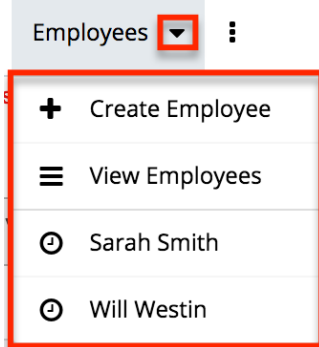 Employees
Create Employee
View Employees
Sarah Smith
Will Westin